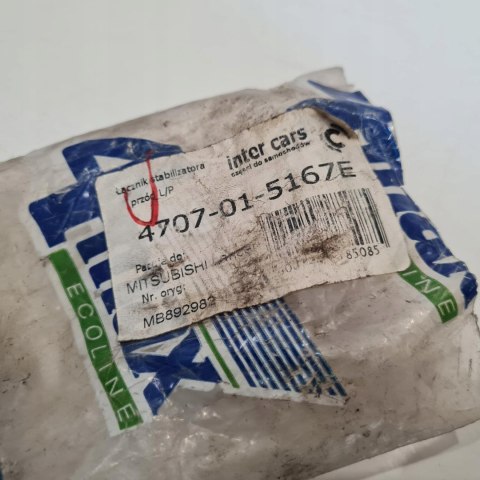 Łącznik stabilizatora
przód L/P
inter cars
części do samochodów
C
4707-01-5167E
Pasuje do:
MITSUBISHI
Nr. oryg:
MB892982
85085
ECOLINE
LINE